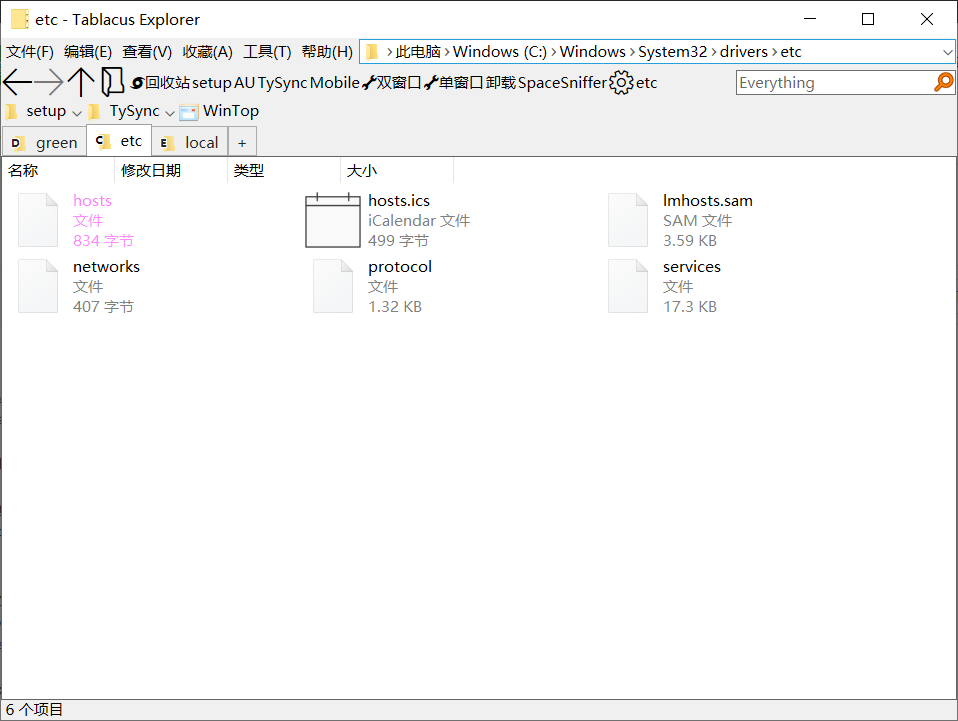 etc - Tablacus Explorer
文件(F) 编辑(E) 查看(V) 收藏(A) 工具(T) 帮助(H) 此电脑 Windows (C:) Windows System32 drivers etc
回收站 setup AU TySync Mobile 双窗口 单窗口 卸载 SpaceSniffer etc Everything
setup TySync WinTop
D green C etc E local +
名称 修改日期 类型 大小
hosts
文件
834 字节
hosts.ics
iCalendar 文件
499 字节
lmhosts.sam
SAM 文件
3.59 KB
networks
文件
407 字节
protocol
文件
1.32 KB
services
文件
17.3 KB
6 个项目